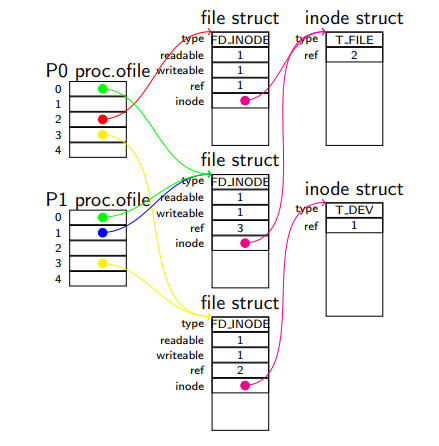 file struct
type FD_INODE
readable 1
writeable 1
ref 1
inode
inode struct
type T_FILE
ref 2
P0 proc.ofile
0
1
2
3
4
file struct
type FD_INODE
readable 1
writeable 1
ref 3
inode
inode struct
type T_DEV
ref 1
P1 proc.ofile
0
1
2
3
4
file struct
type FD_INODE
readable 1
writeable 1
ref 2
inode